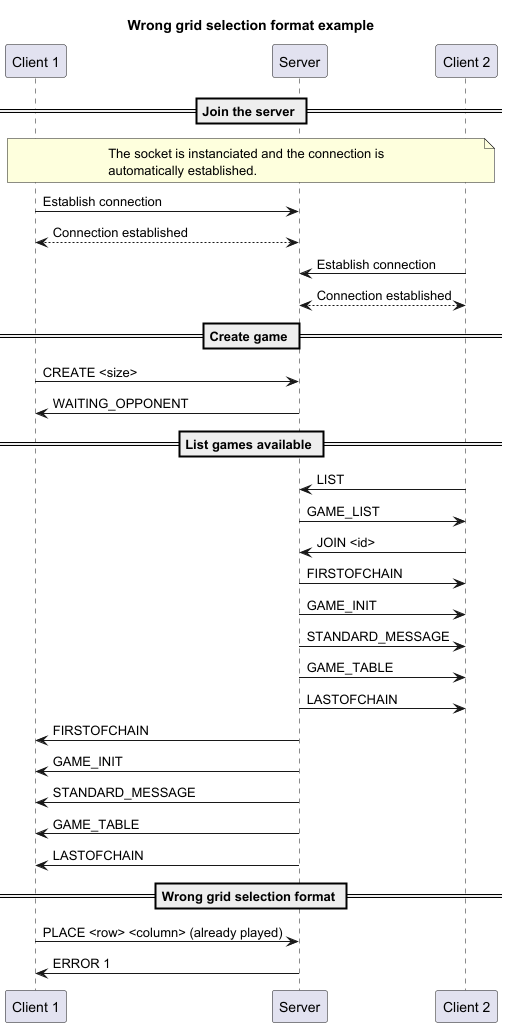 Wrong grid selection format example
Client 1 Server Client 2
Join the server
The socket is instanciated and the connection is
automatically established.
Establish connection
Connection established
Establish connection
Connection established
Create game
CREATE <size>
WAITING_OPPONENT
List games available
LIST
GAME_LIST
JOIN <id>
FIRSTOFCHAIN
GAME_INIT
STANDARD_MESSAGE
GAME_TABLE
LASTOFCHAIN
FIRSTOFCHAIN
GAME_INIT
STANDARD_MESSAGE
GAME_TABLE
LASTOFCHAIN
Wrong grid selection format
PLACE <row> <column> (already played)
ERROR 1
Client 1 Server Client 2